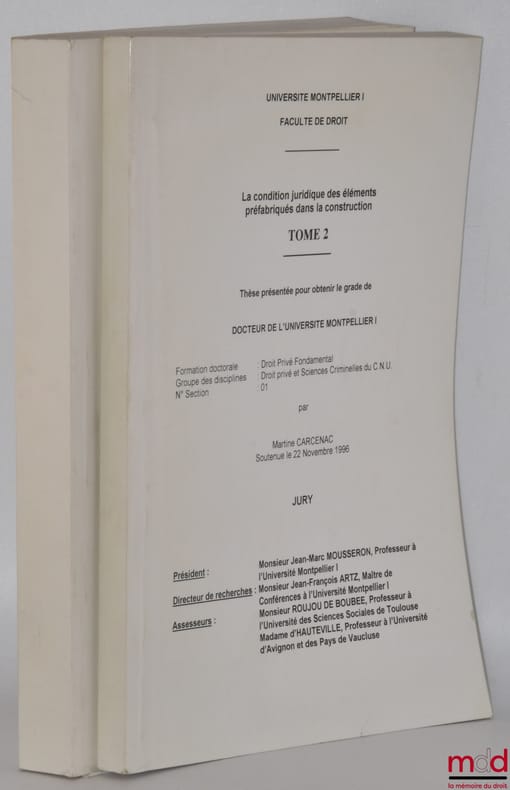 UNIVERSITE MONTPELLIER I
FACULTE DE DROIT
La condition juridique des éléments
préfabriqués dans la construction
TOME 2
Thèse présentée pour obtenir le grade de
DOCTEUR DE L'UNIVERSITE MONTPELLIER I
Formation doctorale : Droit Privé Fondamental
Groupe des disciplines : Droit privé et Sciences Criminelles du C.N.U.
N° Section : 01
par
Martine CARCENAC
Soutenue le 22 Novembre 1996
JURY
Président : Monsieur Jean-Marc MOUSSERON, Professeur à
l'Université Montpellier I
Directeur de recherches : Monsieur Jean-François ARTZ, Maître de
Conférences à l'Université Montpellier I
Assesseurs : Monsieur ROUJOU DE BOUBEE, Professeur à
l'Université des Sciences Sociales de Toulouse
Madame d'HAUTEVILLE, Professeur à l'Université
d'Avignon et des Pays de Vaucluse
mdd
la mémoire du droit